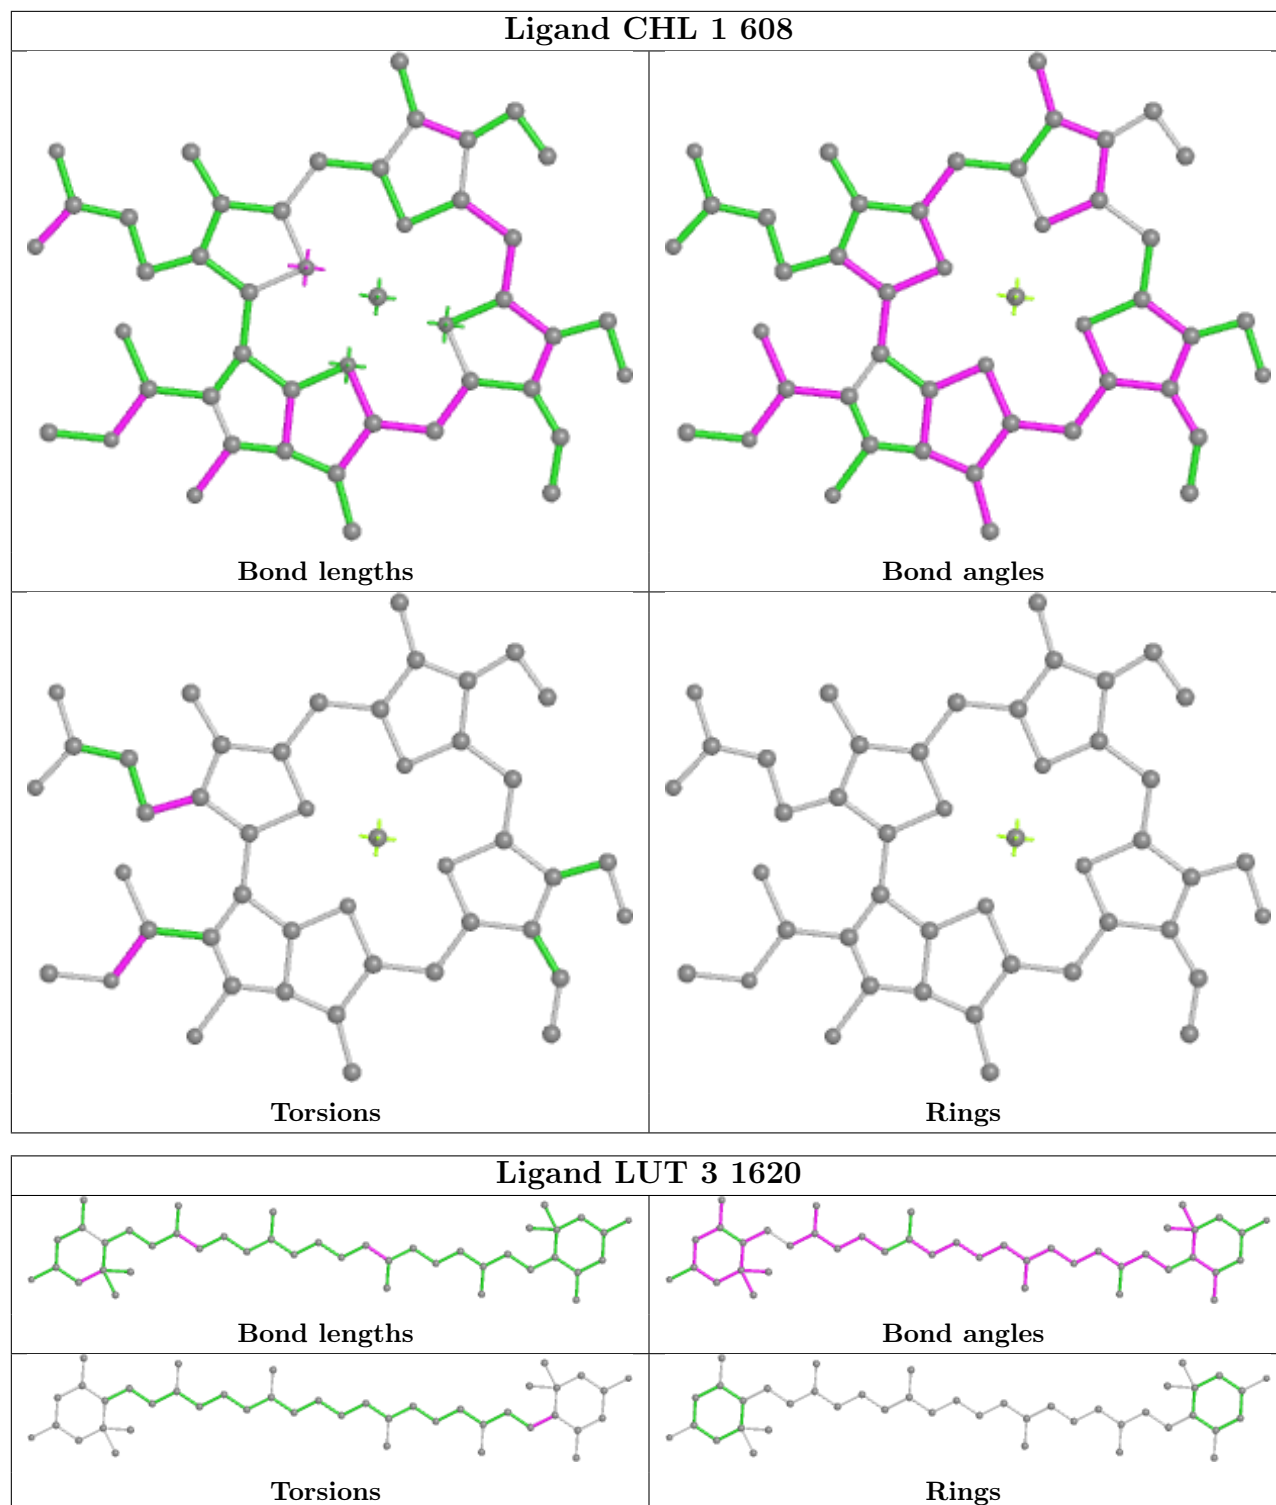 Ligand CHL 1 608
Bond lengths
Bond angles
Torsions
Rings
Ligand LUT 3 1620
Bond lengths
Bond angles
Torsions
Rings